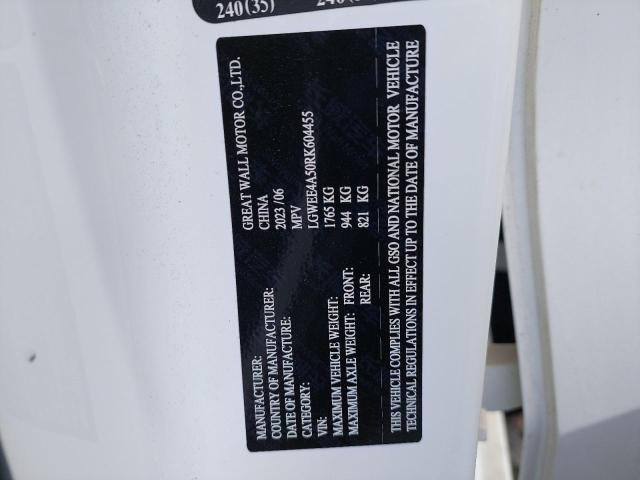 240(35)
MANUFACTURER: GREAT WALL MOTOR CO.,LTD.
COUNTRY OF MANUFACTURER: CHINA
DATE OF MANUFACTURE: 2023 /06
CATEGORY: MPV
VIN: LGWEE4A50RK604455
MAXIMUM VEHICLE WEIGHT: 1765 KG
MAXIMUM AXLE WEIGHT: FRONT: 944 KG
REAR: 821 KG
THIS VEHICLE COMPLIES WITH ALL GSO AND NATIONAL MOTOR VEHICLE
TECHNICAL REGULATIONS IN EFFECT UP TO THE DATE OF MANUFACTURE